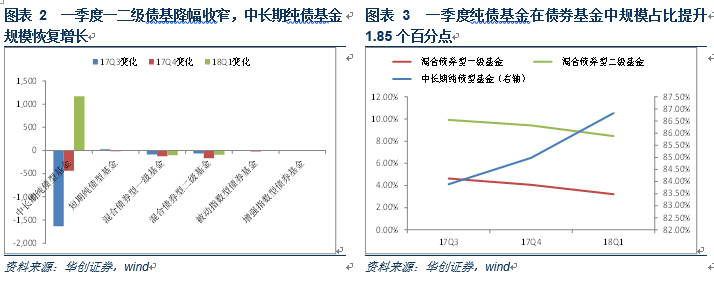 图表 2 一季度一二级债基降幅收窄，中长期纯债基金
规模恢复增长
17Q3变化 17Q4变化 18Q1变化
1,500
1,000
500
0
-500
-1,000
-1,500
-2,000
中长期纯债型基金
短期纯债型基金
混合债券型一级基金
混合债券型二级基金
被动指数型债券基金
增强指数型债券基金
资料来源：华创证券，wind
图表 3 一季度纯债基金在债券基金中规模占比提升
1.85 个百分点
混合债券型一级基金 混合债券型二级基金
中长期纯债型基金（右轴）
12.00%
10.00%
8.00%
6.00%
4.00%
2.00%
0.00%
87.50%
87.00%
86.50%
86.00%
85.50%
85.00%
84.50%
84.00%
83.50%
83.00%
82.50%
82.00%
17Q3 17Q4 18Q1
资料来源：华创证券，wind